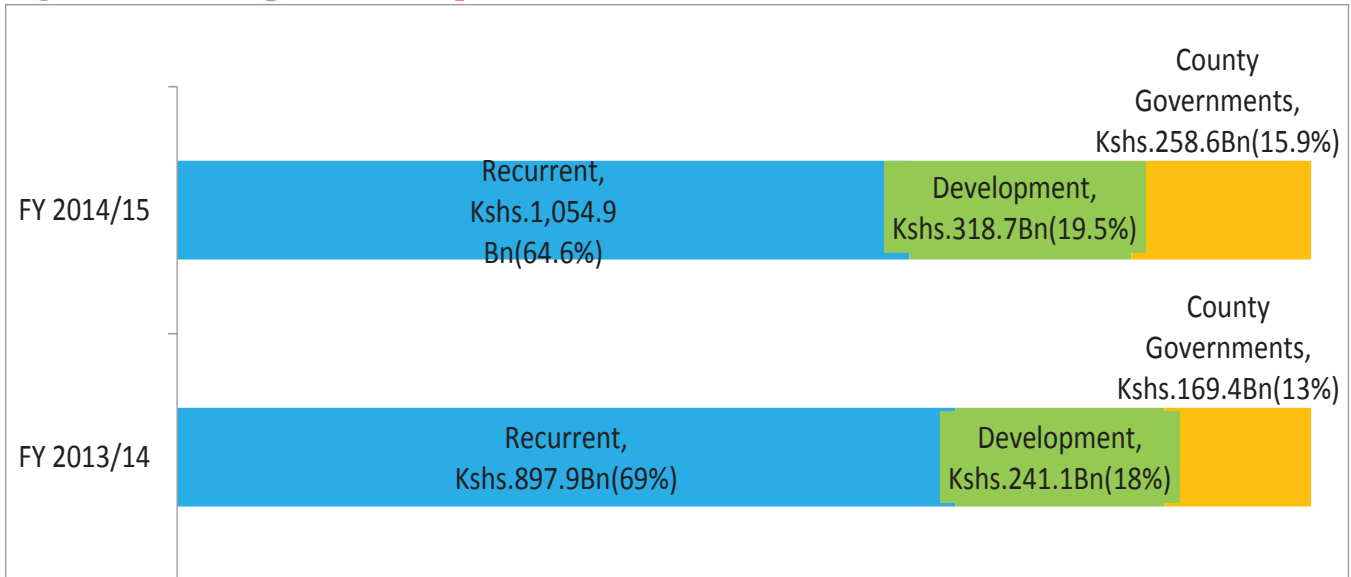 County
Governments,
Kshs.258.6Bn(15.9%)
FY 2014/15
Recurrent,
Kshs.1,054.9
Bn(64.6%)
Development,
Kshs.318.7Bn(19.5%)
County
Governments,
Kshs.169.4Bn(13%)
FY 2013/14
Recurrent,
Kshs.897.9Bn(69%)
Development,
Kshs.241.1Bn(18%)